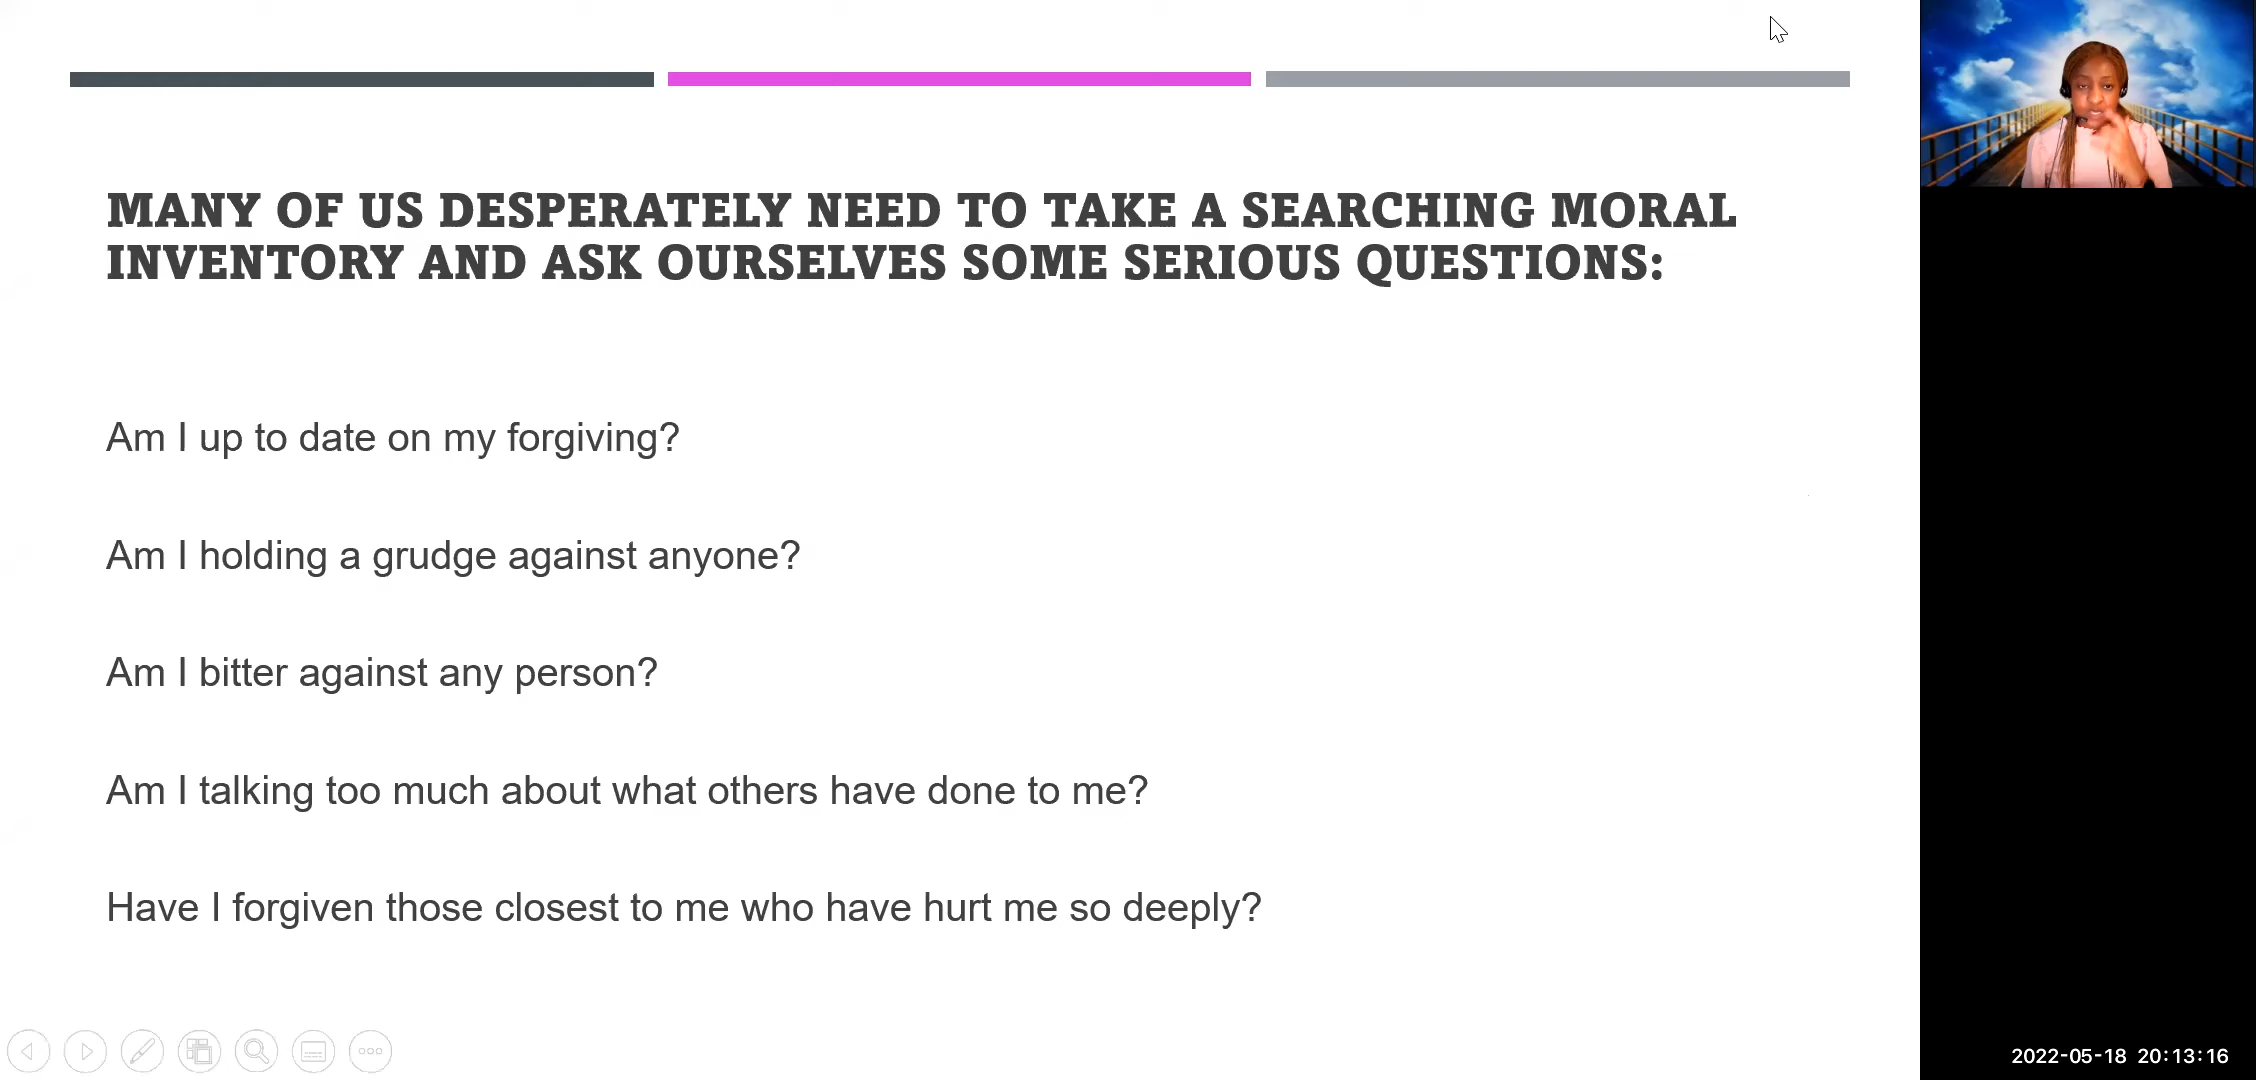 MANY OF US DESPERATELY NEED TO TAKE A SEARCHING MORAL
INVENTORY AND ASK OURSELVES SOME SERIOUS QUESTIONS:
Am I up to date on my forgiving?
Am I holding a grudge against anyone?
Am I bitter against any person?
Am I talking too much about what others have done to me?
Have I forgiven those closest to me who have hurt me so deeply?
2022-05-18 20:13:16